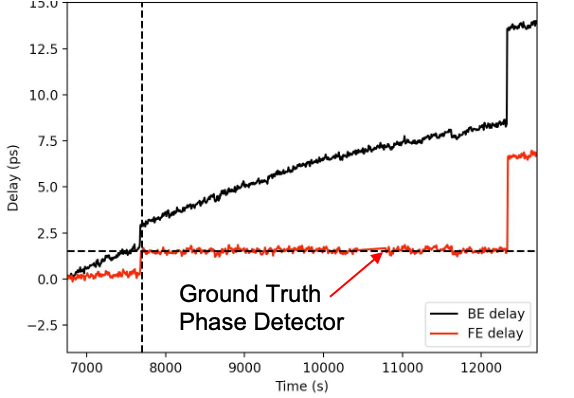 15.0
12.5
10.0
7.5
5.0
2.5
0.0
−2.5
Delay (ps)
Ground Truth
Phase Detector
BE delay
FE delay
7000 8000 9000 10000 11000 12000
Time (s)